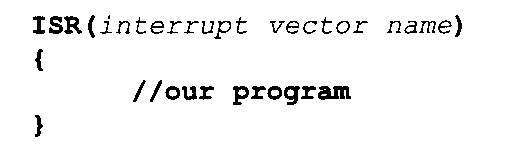 ISR(interrupt vector name)
{
//our program
}